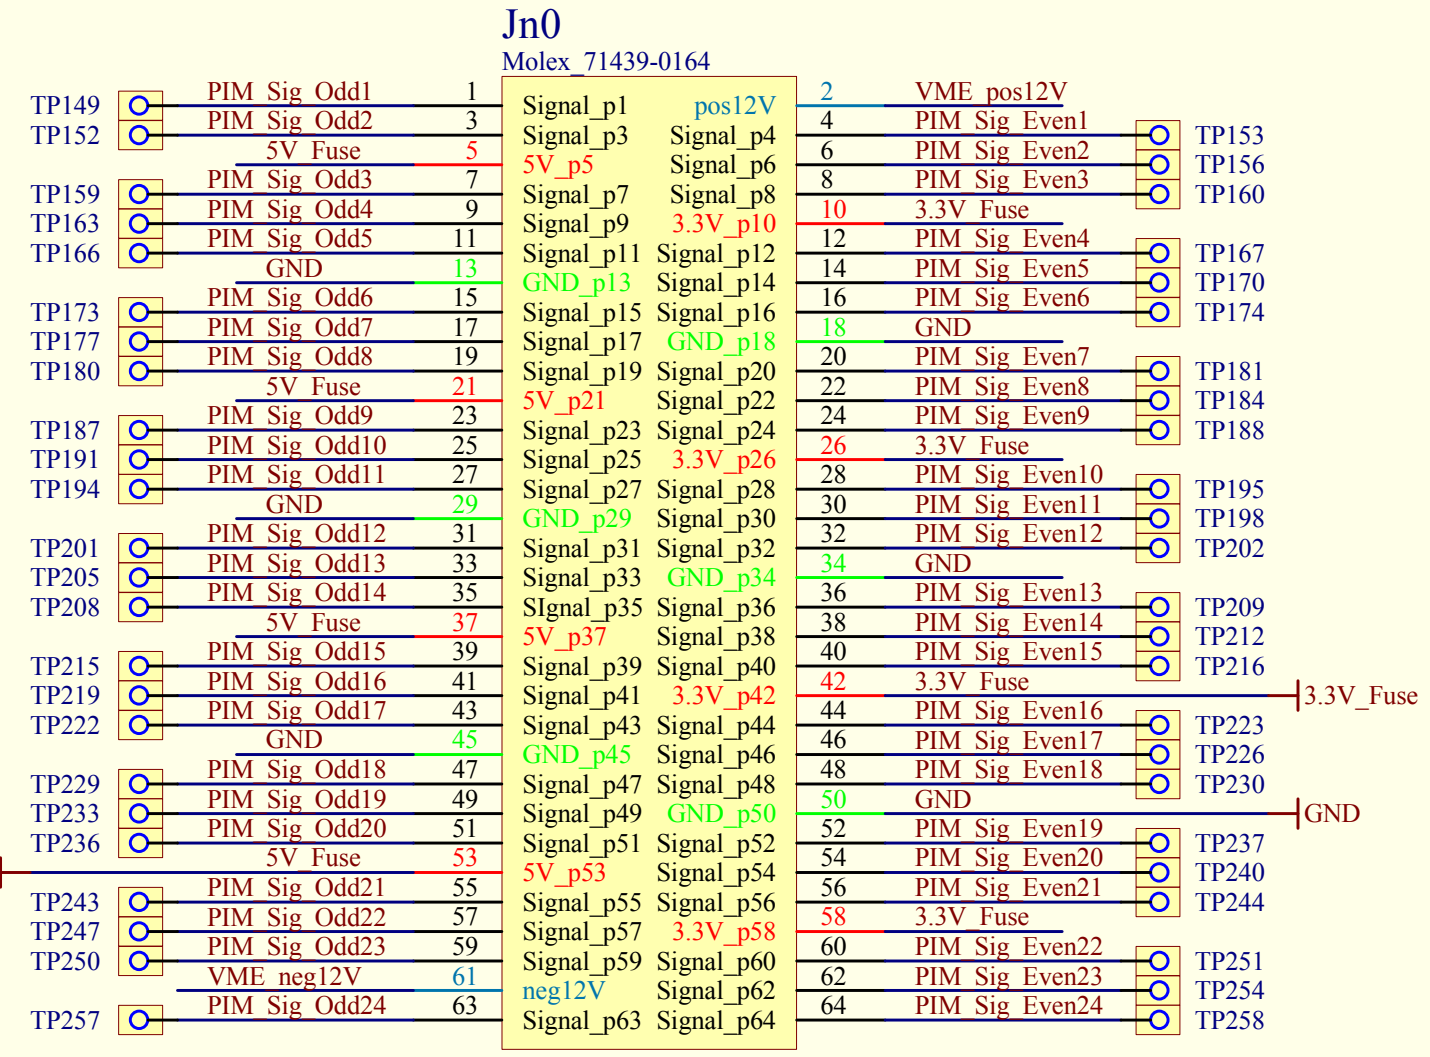 Jn0
Molex_71439-0164
TP149 PIM_Sig_Odd1 1 Signal_p1 pos12V 2 VME_pos12V
TP152 PIM_Sig_Odd2 3 Signal_p3 Signal_p4 4 PIM_Sig_Even1 TP153
5V_Fuse 5 5V_p5 Signal_p6 6 PIM_Sig_Even2 TP156
TP159 PIM_Sig_Odd3 7 Signal_p7 Signal_p8 8 PIM_Sig_Even3 TP160
TP163 PIM_Sig_Odd4 9 Signal_p9 3.3V_p10 10 3.3V_Fuse
TP166 PIM_Sig_Odd5 11 Signal_p11 Signal_p12 12 PIM_Sig_Even4 TP167
GND 13 GND_p13 Signal_p14 14 PIM_Sig_Even5 TP170
TP173 PIM_Sig_Odd6 15 Signal_p15 Signal_p16 16 PIM_Sig_Even6 TP174
TP177 PIM_Sig_Odd7 17 Signal_p17 GND_p18 18 GND
TP180 PIM_Sig_Odd8 19 Signal_p19 Signal_p20 20 PIM_Sig_Even7 TP181
5V_Fuse 21 5V_p21 Signal_p22 22 PIM_Sig_Even8 TP184
TP187 PIM_Sig_Odd9 23 Signal_p23 Signal_p24 24 PIM_Sig_Even9 TP188
TP191 PIM_Sig_Odd10 25 Signal_p25 3.3V_p26 26 3.3V_Fuse
TP194 PIM_Sig_Odd11 27 Signal_p27 Signal_p28 28 PIM_Sig_Even10 TP195
GND 29 GND_p29 Signal_p30 30 PIM_Sig_Even11 TP198
TP201 PIM_Sig_Odd12 31 Signal_p31 Signal_p32 32 PIM_Sig_Even12 TP202
TP205 PIM_Sig_Odd13 33 Signal_p33 GND_p34 34 GND
TP208 PIM_Sig_Odd14 35 SIgnal_p35 Signal_p36 36 PIM_Sig_Even13 TP209
5V_Fuse 37 5V_p37 Signal_p38 38 PIM_Sig_Even14 TP212
TP215 PIM_Sig_Odd15 39 Signal_p39 Signal_p40 40 PIM_Sig_Even15 TP216
TP219 PIM_Sig_Odd16 41 Signal_p41 3.3V_p42 42 3.3V_Fuse 3.3V_Fuse
TP222 PIM_Sig_Odd17 43 Signal_p43 Signal_p44 44 PIM_Sig_Even16 TP223
GND 45 GND_p45 Signal_p46 46 PIM_Sig_Even17 TP226
TP229 PIM_Sig_Odd18 47 Signal_p47 Signal_p48 48 PIM_Sig_Even18 TP230
TP233 PIM_Sig_Odd19 49 Signal_p49 GND_p50 50 GND GND
TP236 PIM_Sig_Odd20 51 Signal_p51 Signal_p52 52 PIM_Sig_Even19 TP237
5V_Fuse 53 5V_p53 Signal_p54 54 PIM_Sig_Even20 TP240
TP243 PIM_Sig_Odd21 55 Signal_p55 Signal_p56 56 PIM_Sig_Even21 TP244
TP247 PIM_Sig_Odd22 57 Signal_p57 3.3V_p58 58 3.3V_Fuse
TP250 PIM_Sig_Odd23 59 Signal_p59 Signal_p60 60 PIM_Sig_Even22 TP251
VME_neg12V 61 neg12V Signal_p62 62 PIM_Sig_Even23 TP254
TP257 PIM_Sig_Odd24 63 Signal_p63 Signal_p64 64 PIM_Sig_Even24 TP258